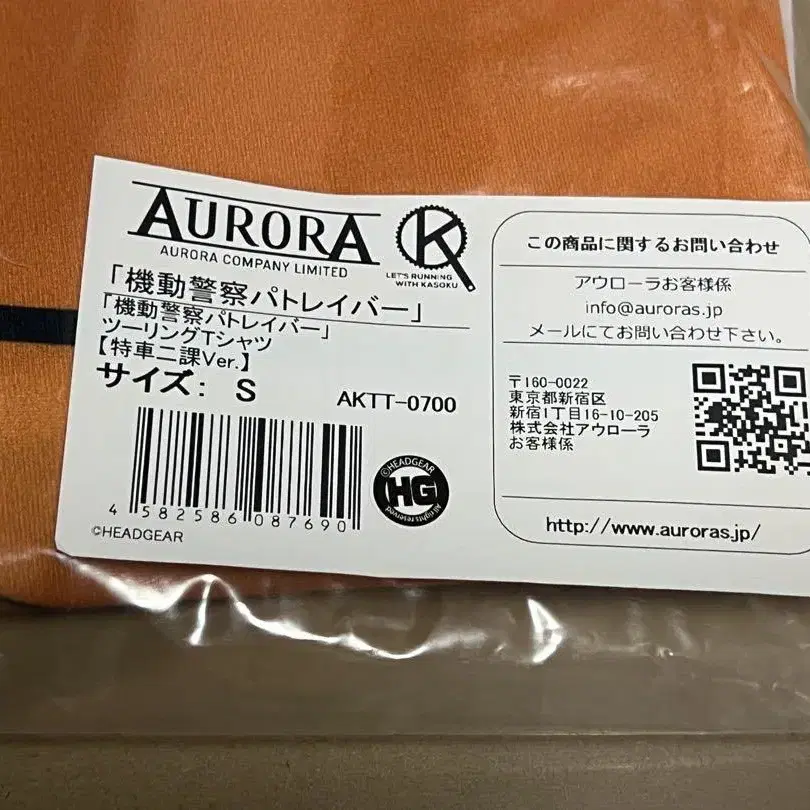 AURORA
AURORA COMPANY LIMITED
K
LET'S RUNNING
WITH KASOKU
「機動警察パトレイバー」
「機動警察パトレイバー」
ツーリングTシャツ
【特車二課Ver.】
サイズ： S
AKTT-0700
4 582586 087690
©HEADGEAR
©HEADGEAR
HG
All rights reserved
この商品に関するお問い合わせ
アウローラお客様係
info@auroras.jp
メールにてお問い合わせ下さい。
〒160-0022
東京都新宿区
新宿1丁目16-10-205
株式会社アウローラ
お客様係
http://www.auroras.jp/